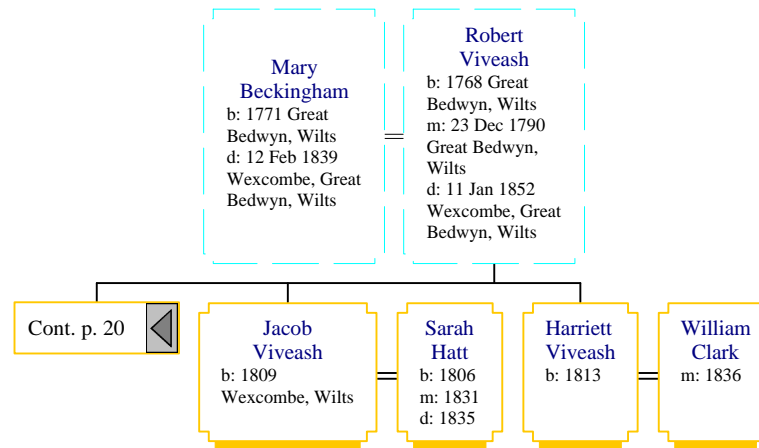 Mary
Beckingham
b: 1771 Great
Bedwyn, Wilts
d: 12 Feb 1839
Wexcombe, Great
Bedwyn, Wilts
Robert
Viveash
b: 1768 Great
Bedwyn, Wilts
m: 23 Dec 1790
Great Bedwyn,
Wilts
d: 11 Jan 1852
Wexcombe, Great
Bedwyn, Wilts
Cont. p. 20
Jacob
Viveash
b: 1809
Wexcombe, Wilts
Sarah
Hatt
b: 1806
m: 1831
d: 1835
Harriett
Viveash
b: 1813
William
Clark
m: 1836